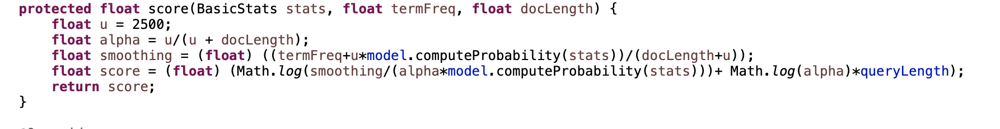 protected float score(BasicStats stats, float termFreq, float docLength) {
    float u = 2500;
    float alpha = u/(u + docLength);
    float smoothing = (float) ((termFreq+u*model.computeProbability(stats))/(docLength+u));
    float score = (float) (Math.log(smoothing/(alpha*model.computeProbability(stats)))+ Math.log(alpha)*queryLength);
    return score;
}